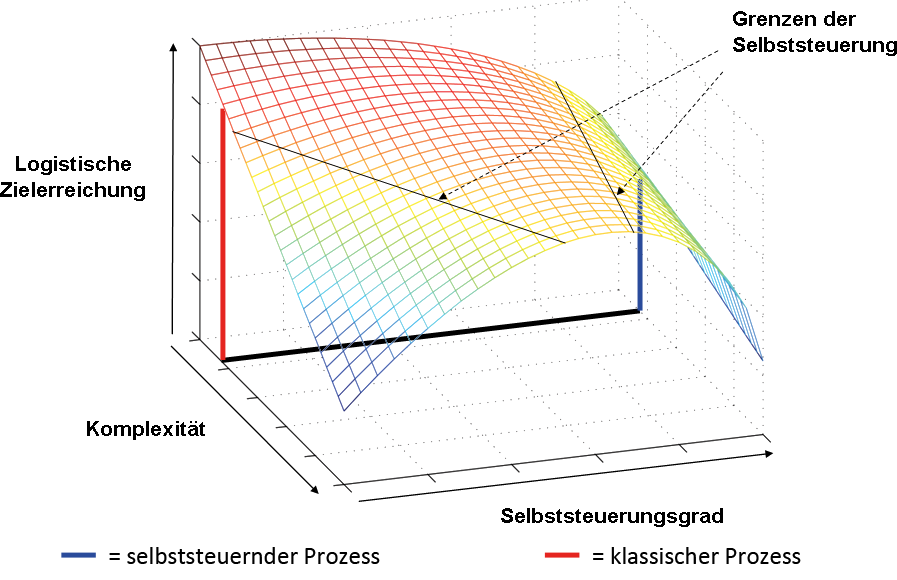 Grenzen der
Selbststeuerung
Logistische
Zielerreichung
Komplexität
Selbststeuerungsgrad
= selbststeuernder Prozess
= klassischer Prozess